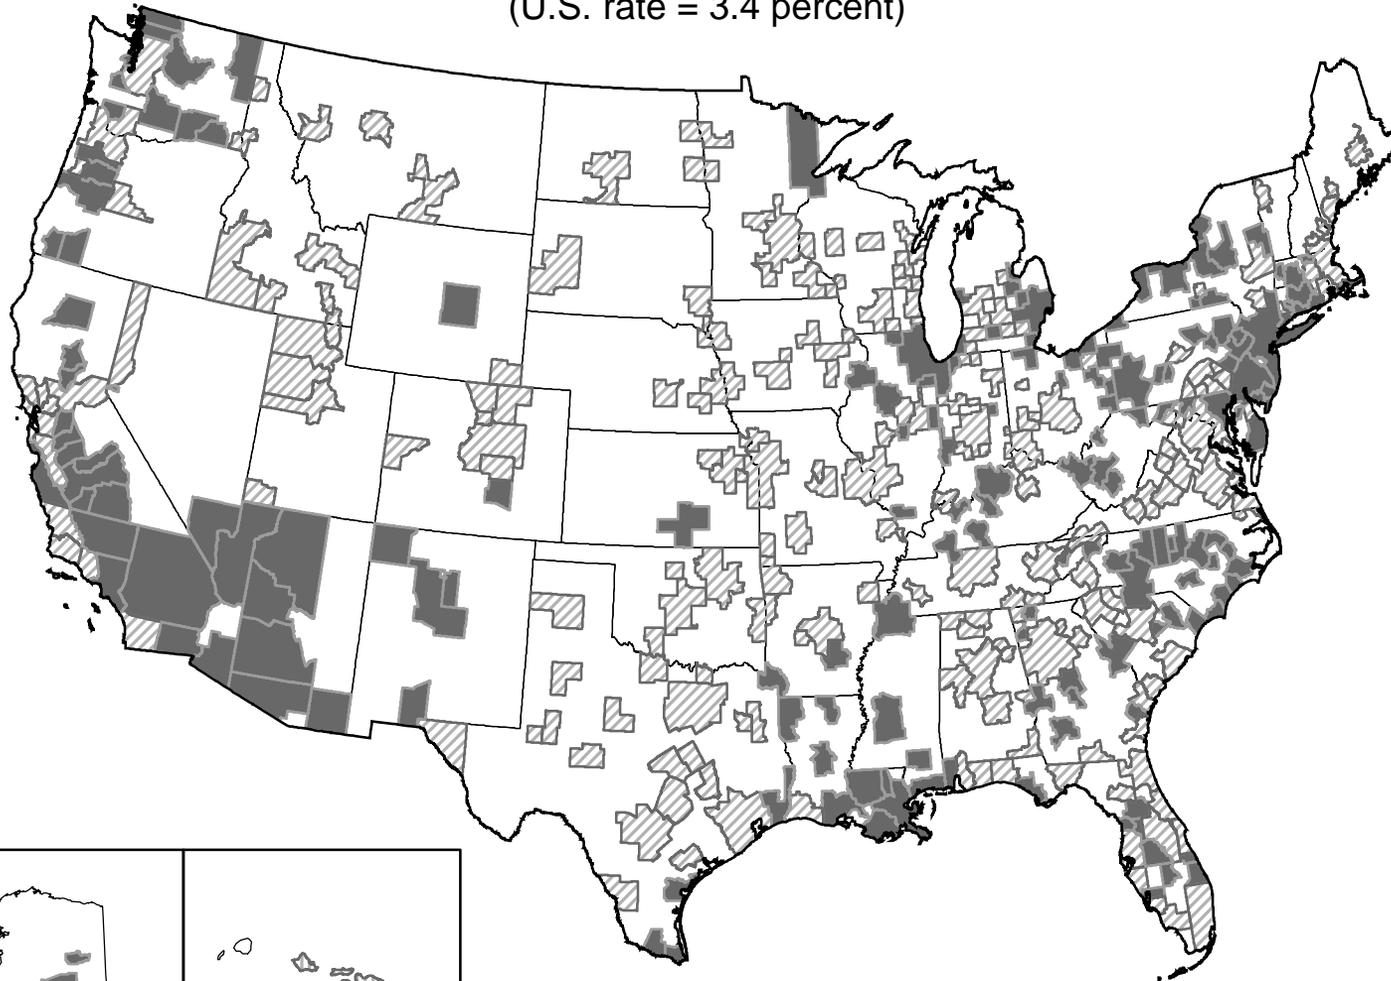 (U.S. rate = 3.4 percent)